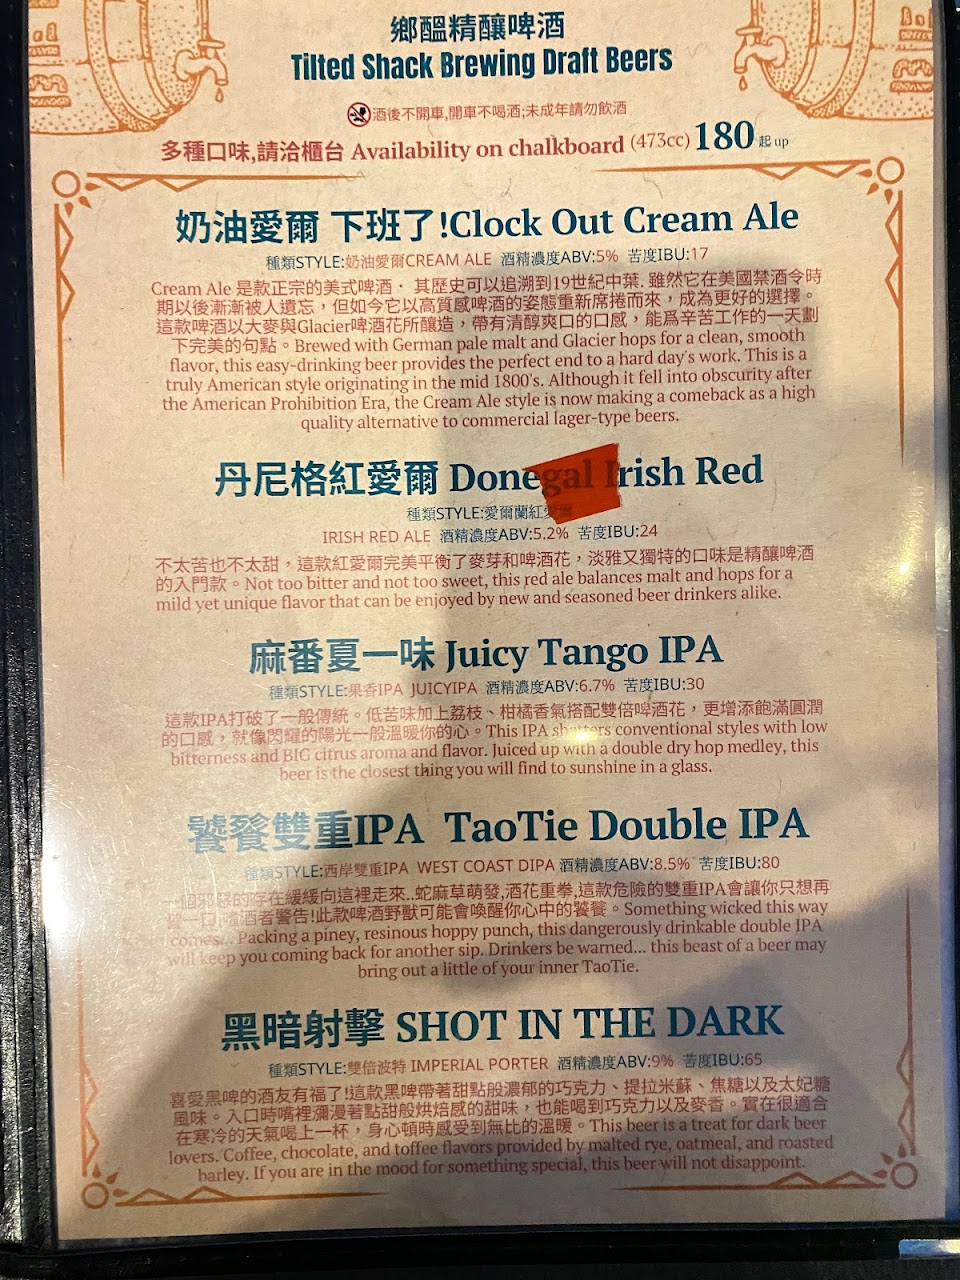 鄉醞精釀啤酒
Tilted Shack Brewing Draft Beers
酒後不開車,開車不喝酒;未成年請勿飲酒
多種口味,請洽櫃台 Availability on chalkboard (473cc) 180 起 up
奶油愛爾 下班了!Clock Out Cream Ale
種類STYLE:奶油愛爾CREAM ALE 酒精濃度ABV:5% 苦度IBU:17
Cream Ale 是款正宗的美式啤酒． 其歷史可以追溯到19世紀中葉. 雖然它在美國禁酒令時
期以後漸漸被人遺忘，但如今它以高質感啤酒的姿態重新席捲而來，成為更好的選擇。
這款啤酒以大麥與Glacier啤酒花所釀造，帶有清醇爽口的口感，能爲辛苦工作的一天劃
下完美的句點。Brewed with German pale malt and Glacier hops for a clean, smooth
flavor, this easy-drinking beer provides the perfect end to a hard day's work. This is a
truly American style originating in the mid 1800's. Although it fell into obscurity after
the American Prohibition Era, the Cream Ale style is now making a comeback as a high
quality alternative to commercial lager-type beers.
丹尼格紅愛爾 Donegal Irish Red
種類STYLE:愛爾蘭紅愛
IRISH RED ALE 酒精濃度ABV:5.2% 苦度IBU:24
不太苦也不太甜，這款紅愛爾完美平衡了麥芽和啤酒花，淡雅又獨特的口味是精釀啤酒
的入門款。Not too bitter and not too sweet, this red ale balances malt and hops for a
mild yet unique flavor that can be enjoyed by new and seasoned beer drinkers alike.
麻番夏一味 Juicy Tango IPA
種類STYLE:果香IPA JUICYIPA 酒精濃度ABV:6.7% 苦度IBU:30
這款IPA打破了一般傳統。低苦味加上荔枝、柑橘香氣搭配雙倍啤酒花，更增添飽滿圓潤
的口感，就像閃耀的陽光一般溫暖你的心。This IPA shatters conventional styles with low
bitterness and BIG citrus aroma and flavor. Juiced up with a double dry hop medley, this
beer is the closest thing you will find to sunshine in a glass.
饕餮雙重IPA TaoTie Double IPA
種類STYLE:西岸雙重IPA WEST COAST DIPA 酒精濃度ABV:8.5% 苦度IBU:80
一個邪惡的存在緩緩向這裡走來..蛇麻草萌發,酒花重拳,這款危險的雙重IPA會讓你只想再
嚐一口 嗜酒者警告!此款啤酒野獸可能會喚醒你心中的饕餮。Something wicked this way
comes... Packing a piney, resinous hoppy punch, this dangerously drinkable double IPA
will keep you coming back for another sip. Drinkers be warned... this beast of a beer may
bring out a little of your inner TaoTie.
黑暗射擊 SHOT IN THE DARK
種類STYLE:雙倍波特 IMPERIAL PORTER 酒精濃度ABV:9% 苦度IBU:65
喜愛黑啤的酒友有福了!這款黑啤帶著甜點般濃郁的巧克力、提拉米蘇、焦糖以及太妃糖
風味。入口時嘴裡瀰漫著點甜般烘焙感的甜味，也能喝到巧克力以及麥香。實在很適合
在寒冷的天氣喝上一杯，身心頓時感受到無比的溫暖。This beer is a treat for dark beer
lovers. Coffee, chocolate, and toffee flavors provided by malted rye, oatmeal, and roasted
barley. If you are in the mood for something special, this beer will not disappoint.